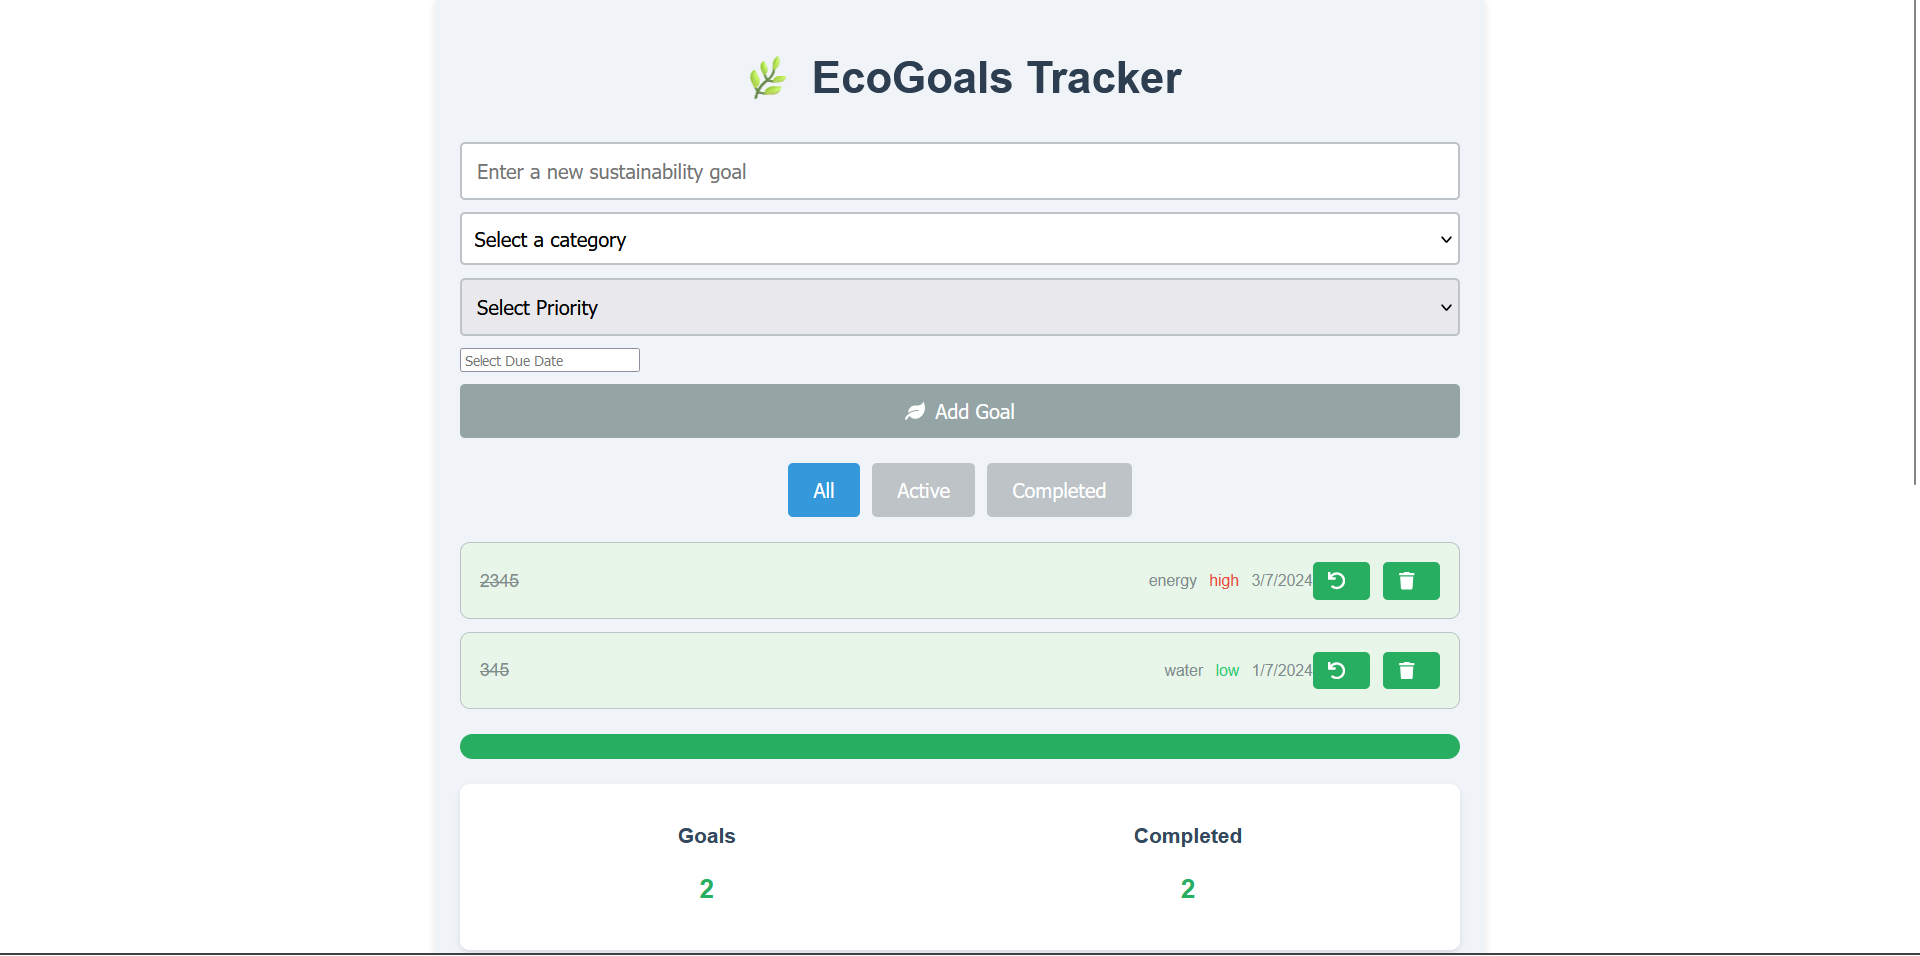 EcoGoals Tracker
Enter a new sustainability goal
Select a category
Select Priority
Select Due Date
Add Goal
All Active Completed
2345 energy high 3/7/2024
345 water low 1/7/2024
Goals Completed
2 2